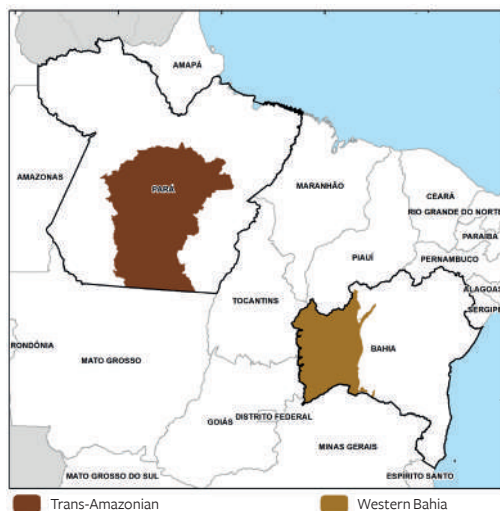 AMAPÁ
AMAZONAS
PARÁ
MARANHÃO
CEARÁ
RIO GRANDE DO NORTE
PARAÍBA
PIAUÍ
PERNAMBUCO
ALAGOAS
SERGIPE
TOCANTINS
RONDÔNIA
BAHIA
MATO GROSSO
GOIÁS
DISTRITO FEDERAL
MINAS GERAIS
MATO GROSSO DO SUL
ESPÍRITO SANTO
Trans-Amazonian
Western Bahia